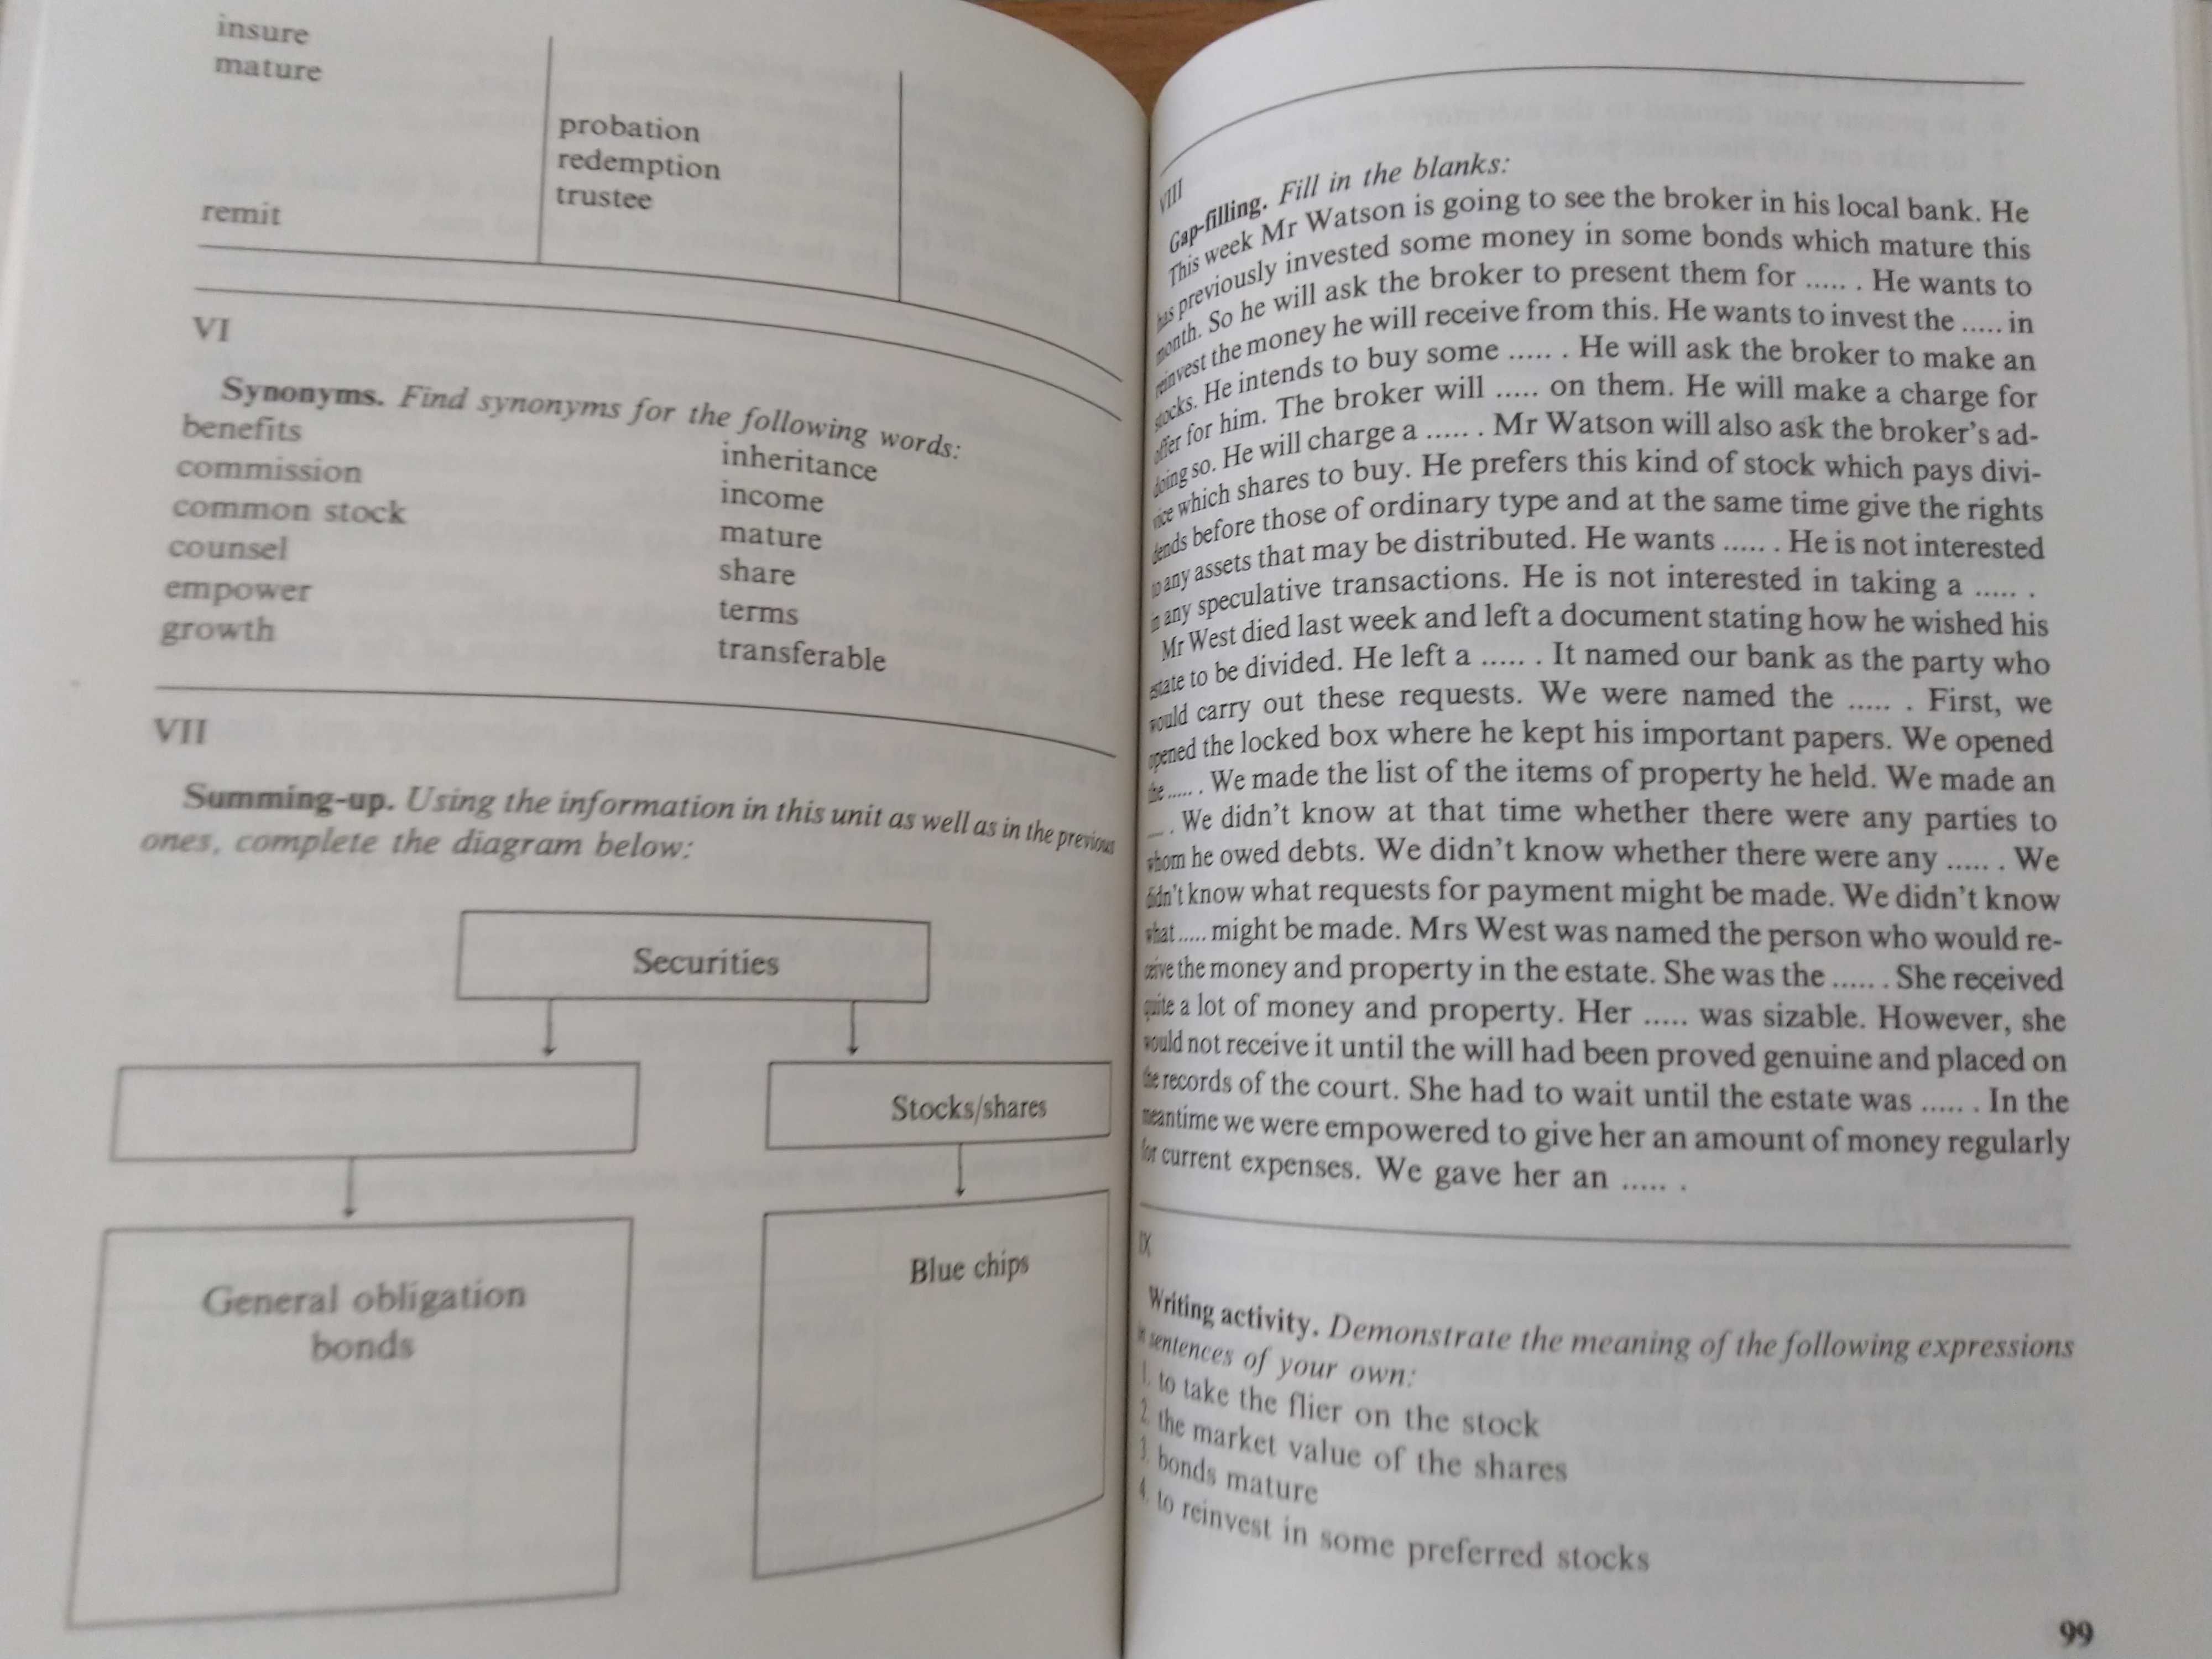 insure
mature
probation
redemption
trustee
remit
VI
Synonyms. Find synonyms for the following words:
benefits
commission
common stock
counsel
empower
growth
inheritance
income
mature
share
terms
transferable
VII
Summing-up. Using the information in this unit as well as in the previous
ones, complete the diagram below:
Securities
Stocks/shares
General obligation
bonds
Blue chips
VIII
Gap-filling. Fill in the blanks:
This week Mr Watson is going to see the broker in his local bank. He
has previously invested some money in some bonds which mature this
month. So he will ask the broker to present them for ..... . He wants to
reinvest the money he will receive from this. He wants to invest the ..... in
stocks. He intends to buy some ..... . He will ask the broker to make an
offer for him. The broker will ..... on them. He will make a charge for
doing so. He will charge a ..... . Mr Watson will also ask the broker's ad-
vice which shares to buy. He prefers this kind of stock which pays divi-
dends before those of ordinary type and at the same time give the rights
to any assets that may be distributed. He wants ..... . He is not interested
in any speculative transactions. He is not interested in taking a ..... .
Mr West died last week and left a document stating how he wished his
estate to be divided. He left a ..... . It named our bank as the party who
would carry out these requests. We were named the ..... . First, we
opened the locked box where he kept his important papers. We opened
the ..... . We made the list of the items of property he held. We made an
. We didn't know at that time whether there were any parties to
whom he owed debts. We didn't know whether there were any ..... . We
didn't know what requests for payment might be made. We didn't know
what ..... might be made. Mrs West was named the person who would re-
ceive the money and property in the estate. She was the ..... . She received
quite a lot of money and property. Her ..... was sizable. However, she
would not receive it until the will had been proved genuine and placed on
the records of the court. She had to wait until the estate was ..... . In the
meantime we were empowered to give her an amount of money regularly
for current expenses. We gave her an ..... .
IX
Writing activity. Demonstrate the meaning of the following expressions
in sentences of your own:
1. to take the flier on the stock
2. the market value of the shares
3. bonds mature
4. to reinvest in some preferred stocks
99